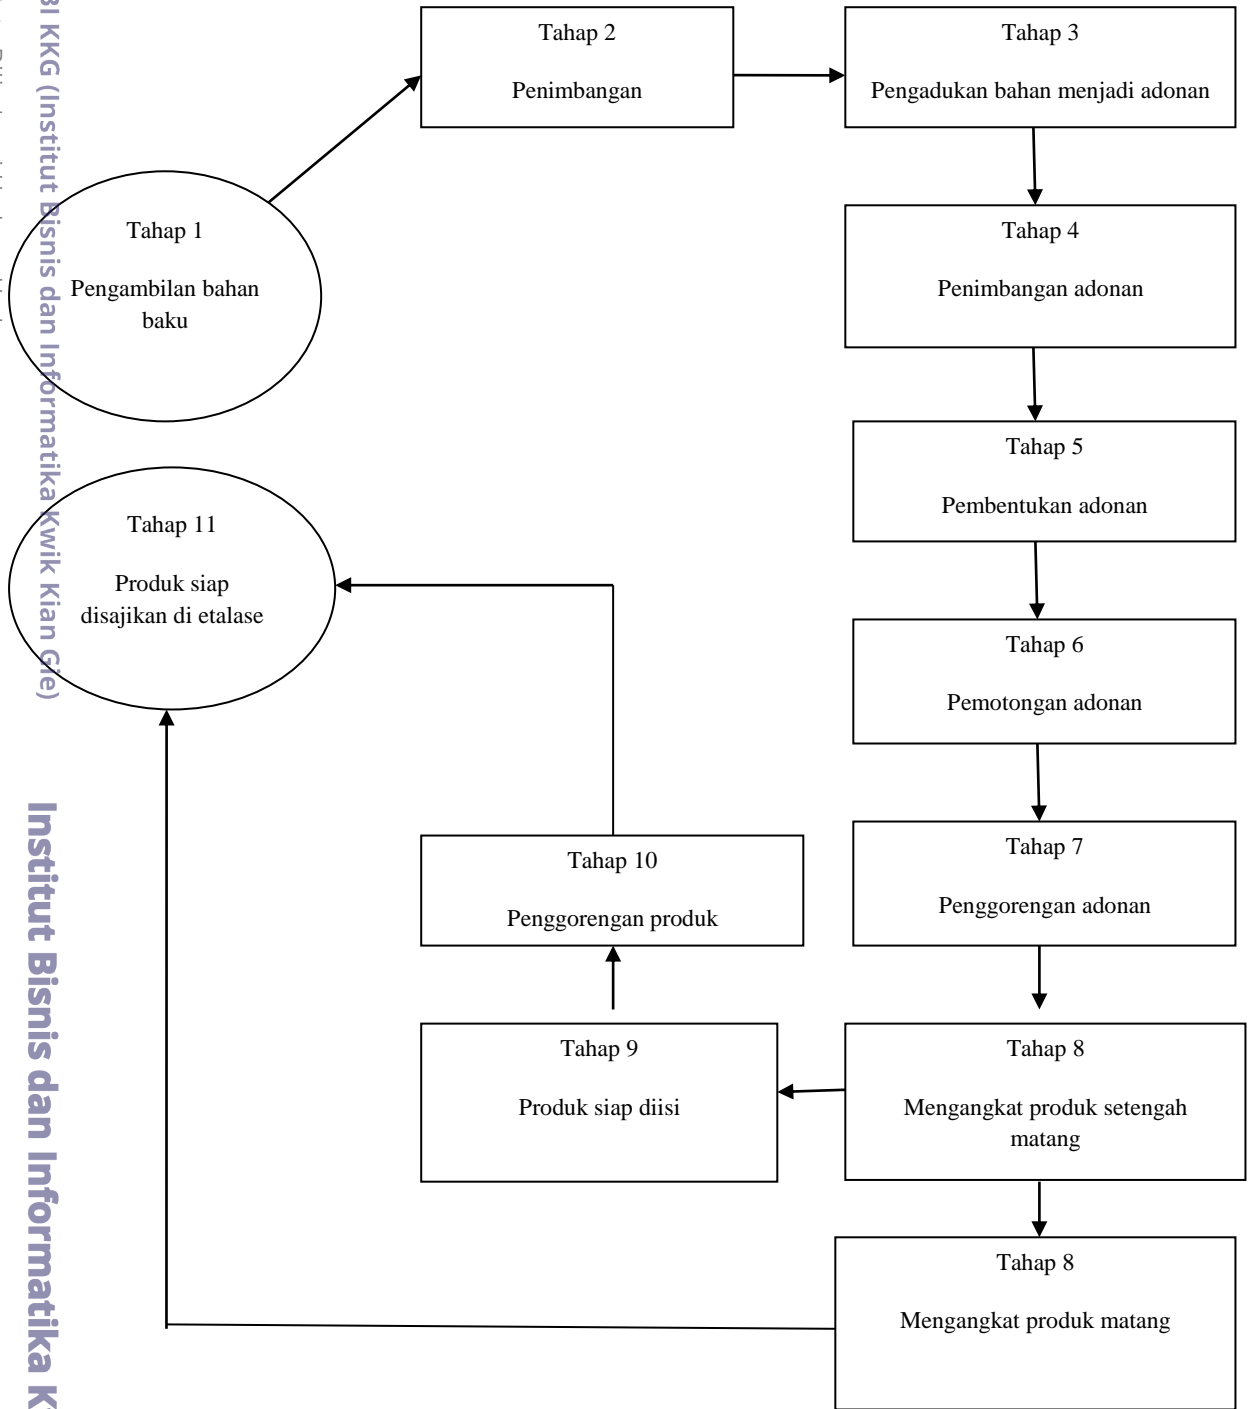 Tahap 1
Pengambilan bahan
baku
Tahap 2
Penimbangan
Tahap 3
Pengadukan bahan menjadi adonan
Tahap 4
Penimbangan adonan
Tahap 5
Pembentukan adonan
Tahap 6
Pemotongan adonan
Tahap 7
Penggorengan adonan
Tahap 8
Mengangkat produk setengah
matang
Tahap 8
Mengangkat produk matang
Tahap 9
Produk siap diisi
Tahap 10
Penggorengan produk
Tahap 11
Produk siap
disajikan di etalase
KKG (Institut Bisnis dan Informatika Kwik Kian Gie)
Institut Bisnis dan Informatika K